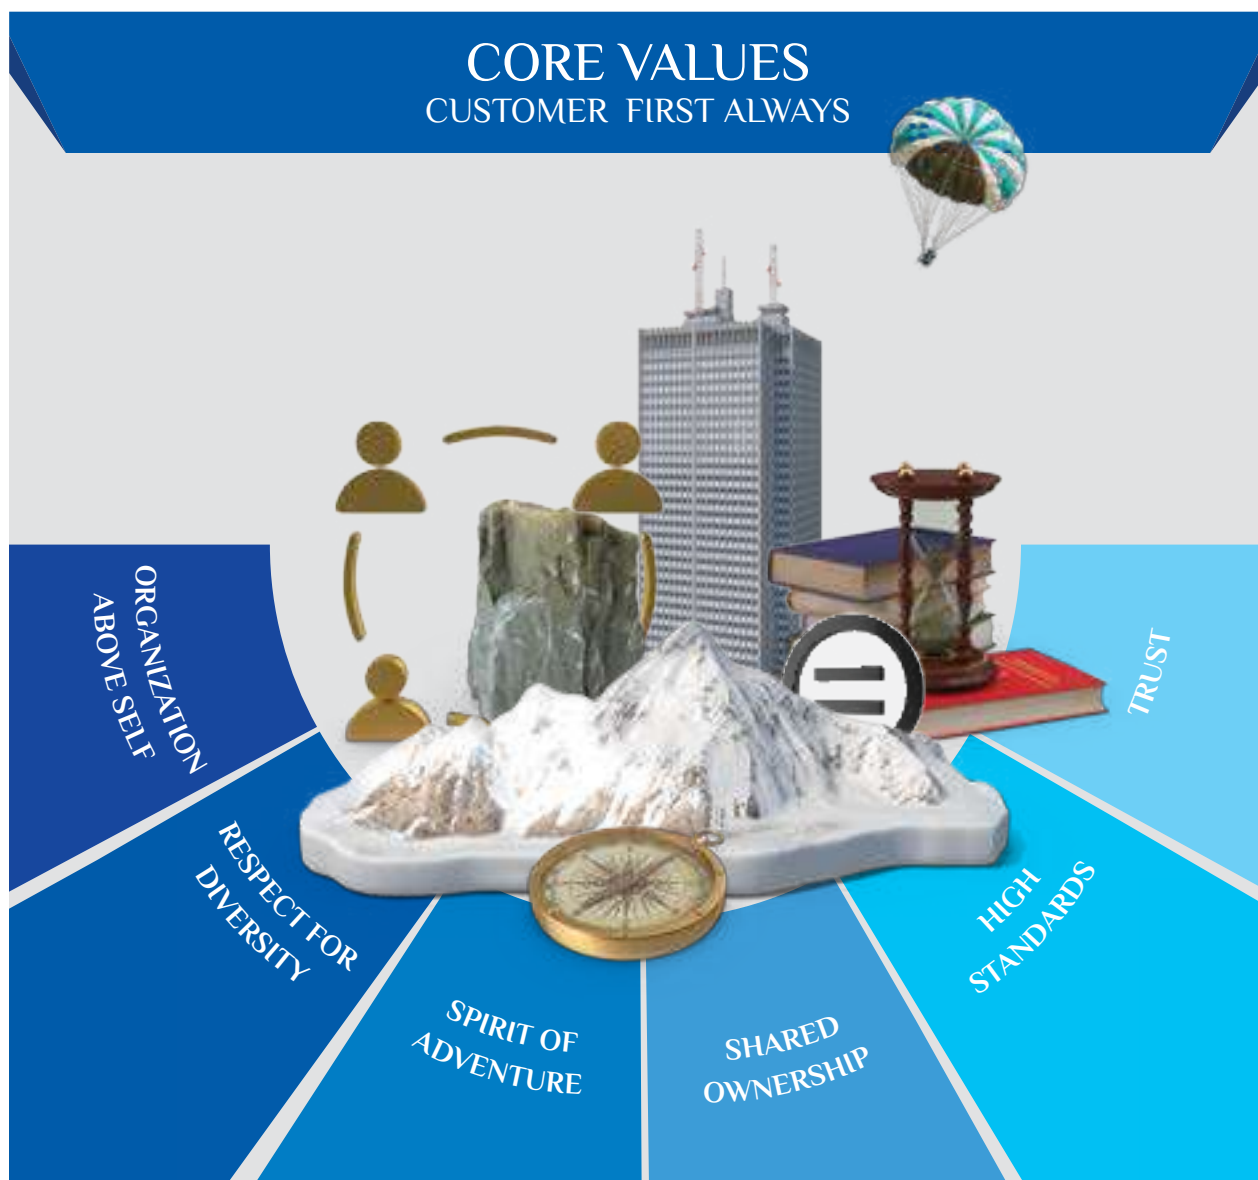 CORE VALUES
CUSTOMER FIRST ALWAYS
ORGANIZATION
ABOVE SELF
RESPECT FOR
DIVERSITY
SPIRIT OF
ADVENTURE
SHARED
OWNERSHIP
HIGH
STANDARDS
TRUST